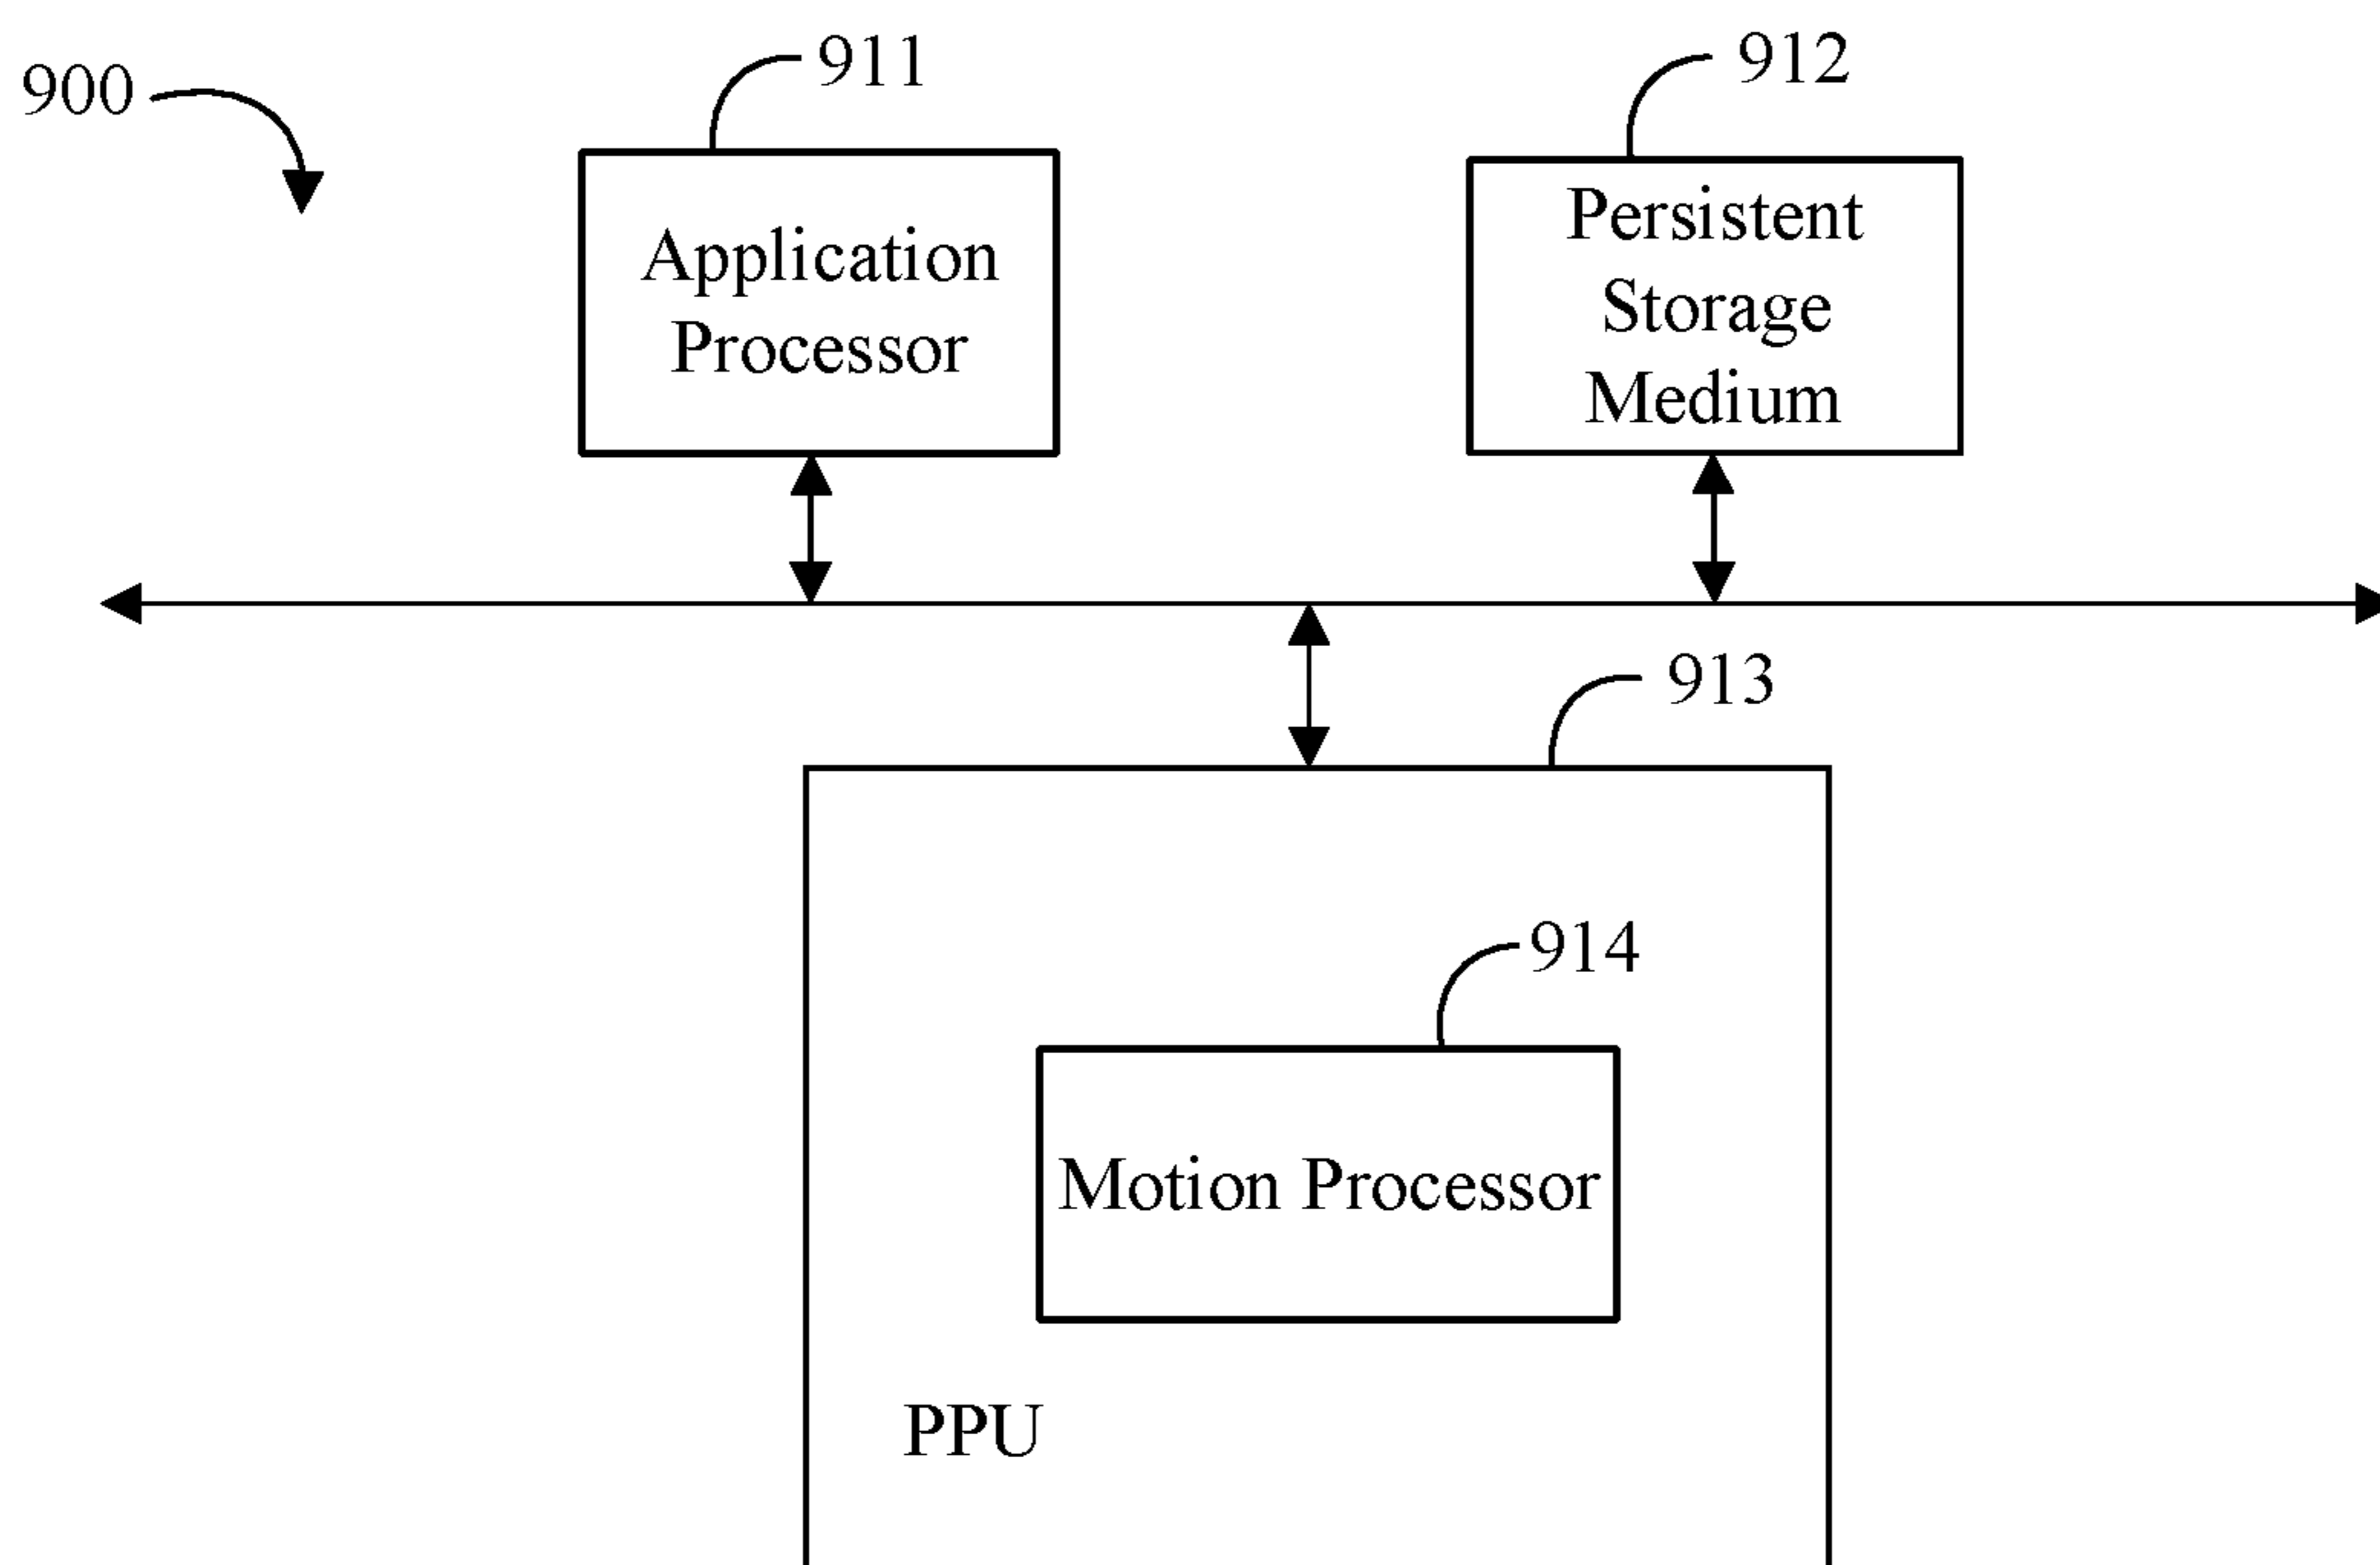 900
911
912
Application
Processor
Persistent
Storage
Medium
913
914
Motion Processor
PPU